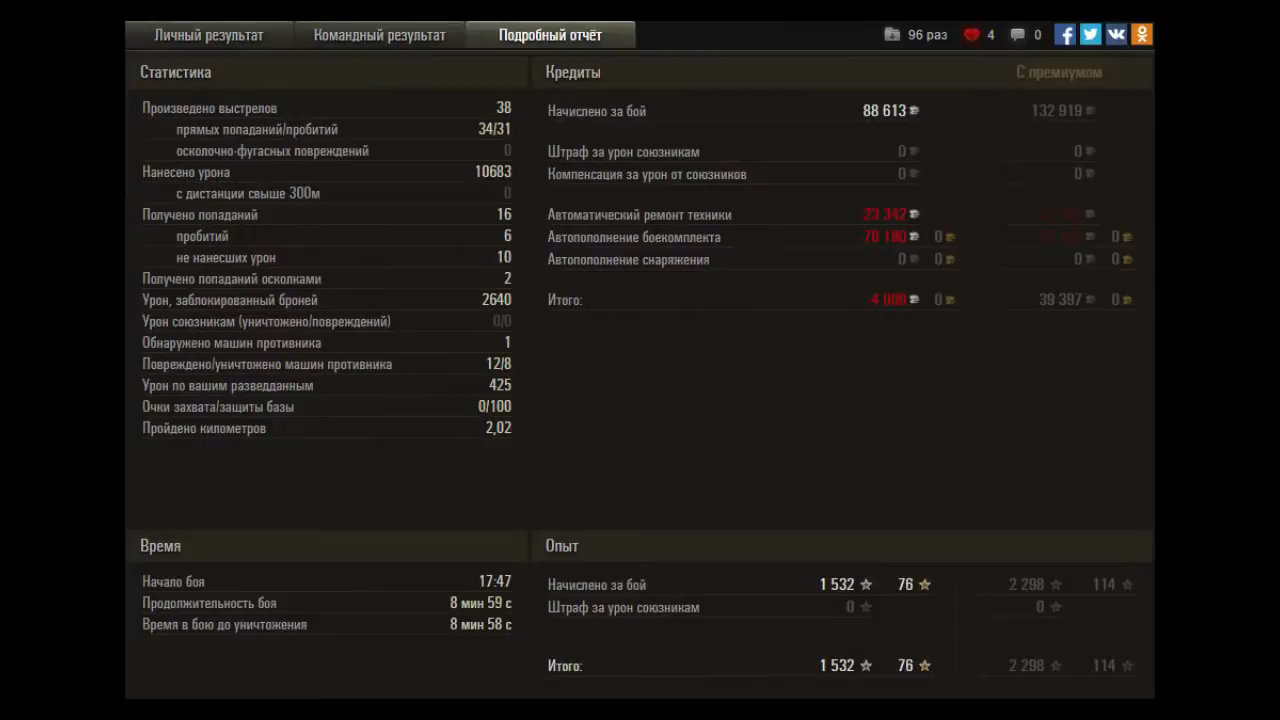 Личный результат Командный результат Подробный отчёт 96 раз 4 0
Статистика
Произведено выстрелов 38
прямых попаданий/пробитий 34/31
осколочно-фугасных повреждений 0
Нанесено урона 10683
с дистанции свыше 300м 0
Получено попаданий 16
пробитий 6
не нанесших урон 10
Получено попаданий осколками 2
Урон, заблокированный броней 2640
Урон союзникам (уничтожено/повреждений) 0/0
Обнаружено машин противника 1
Повреждено/уничтожено машин противника 12/8
Урон по вашим разведданным 425
Очки захвата/защиты базы 0/100
Пройдено километров 2,02
Кредиты С премиумом
Начислено за бой 88 613 132 919
Штраф за урон союзникам 0 0
Компенсация за урон от союзников 0 0
Автоматический ремонт техники -23 342
Автопополнение боекомплекта -70 180 0 0
Автопополнение снаряжения 0 0 0 0
Итого: 0 39 397 0
Время
Начало боя 17:47
Продолжительность боя 8 мин 59 с
Время в бою до уничтожения 8 мин 58 с
Опыт
Начислено за бой 1 532 76 2 298 114
Штраф за урон союзникам 0 0
Итого: 1 532 76 2 298 114